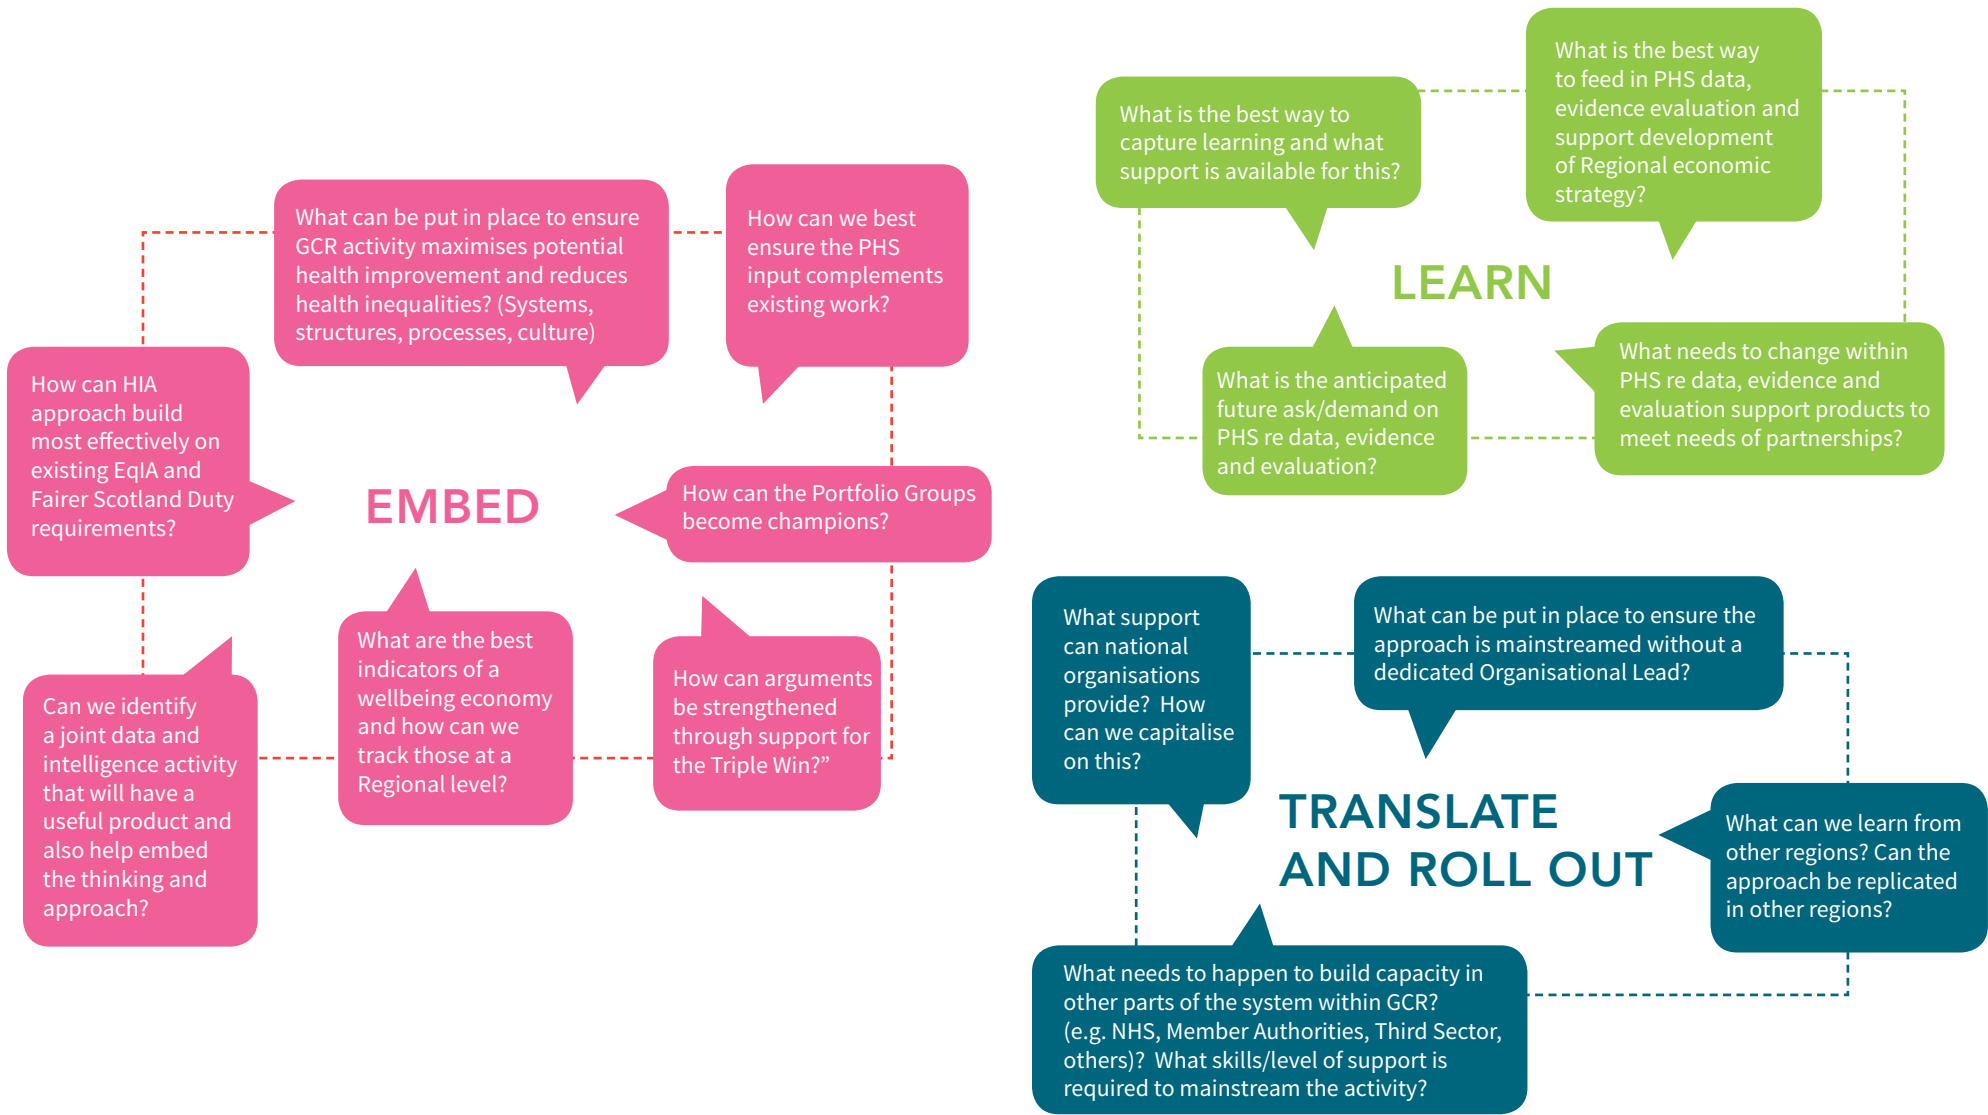 What can be put in place to ensure
GCR activity maximises potential
health improvement and reduces
health inequalities? (Systems,
structures, processes, culture)
How can we best
ensure the PHS
input complements
existing work?
How can HIA
approach build
most effectively on
existing EqIA and
Fairer Scotland Duty
requirements?
EMBED
How can the Portfolio Groups
become champions?
Can we identify
a joint data and
intelligence activity
that will have a
useful product and
also help embed
the thinking and
approach?
What are the best
indicators of a
wellbeing economy
and how can we
track those at a
Regional level?
How can arguments
be strengthened
through support for
the Triple Win?”
What is the best way to
capture learning and what
support is available for this?
What is the best way
to feed in PHS data,
evidence evaluation and
support development
of Regional economic
strategy?
LEARN
What is the anticipated
future ask/demand on
PHS re data, evidence
and evaluation?
What needs to change within
PHS re data, evidence and
evaluation support products to
meet needs of partnerships?
What support
can national
organisations
provide?  How
can we capitalise
on this?
What can be put in place to ensure the
approach is mainstreamed without a
dedicated Organisational Lead?
TRANSLATE
AND ROLL OUT
What can we learn from
other regions? Can the
approach be replicated
in other regions?
What needs to happen to build capacity in
other parts of the system within GCR?
(e.g. NHS, Member Authorities, Third Sector,
others)?  What skills/level of support is
required to mainstream the activity?